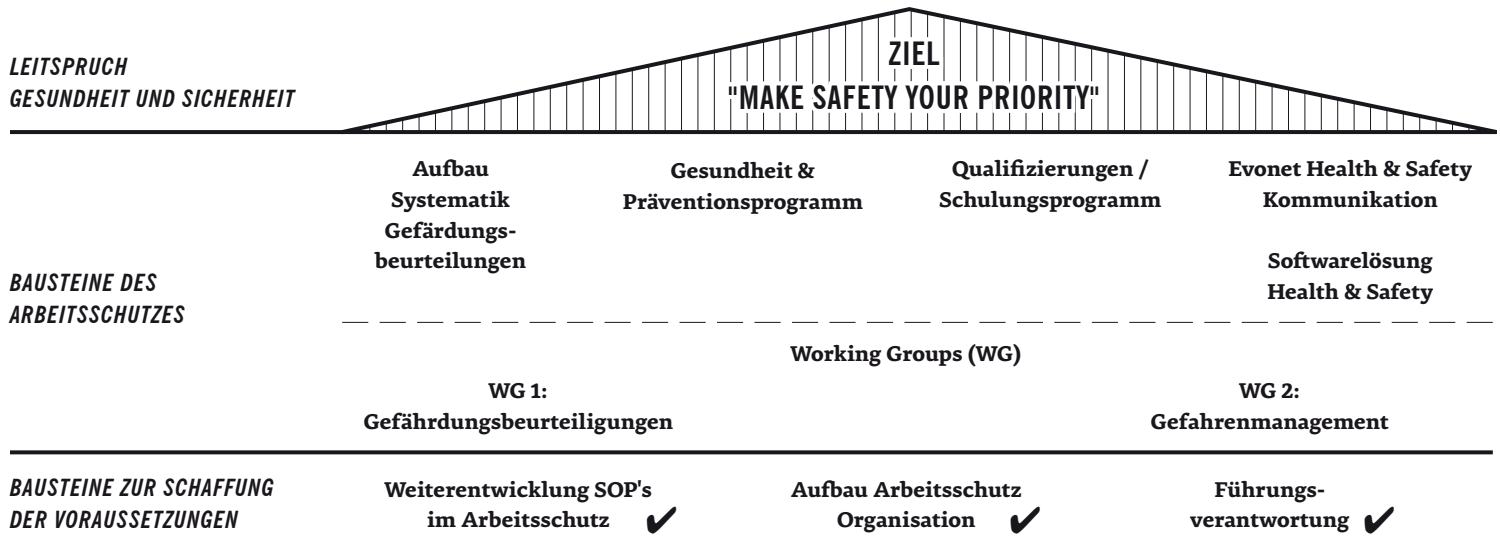 LEITSPRUCH
GESUNDHEIT UND SICHERHEIT
ZIEL
"MAKE SAFETY YOUR PRIORITY"
BAUSTEINE DES
ARBEITSSCHUTZES
Aufbau
Systematik
Gefärdungs-
beurteilungen
Gesundheit &
Präventionsprogramm
Qualifizierungen /
Schulungsprogramm
Evonet Health & Safety
Kommunikation
Softwarelösung
Health & Safety
Working Groups (WG)
WG 1:
Gefährdungsbeurteiligungen
WG 2:
Gefahrenmanagement
BAUSTEINE ZUR SCHAFFUNG
DER VORAUSSETZUNGEN
Weiterentwicklung SOP's
im Arbeitsschutz ✔
Aufbau Arbeitsschutz
Organisation ✔
Führungs-
verantwortung ✔